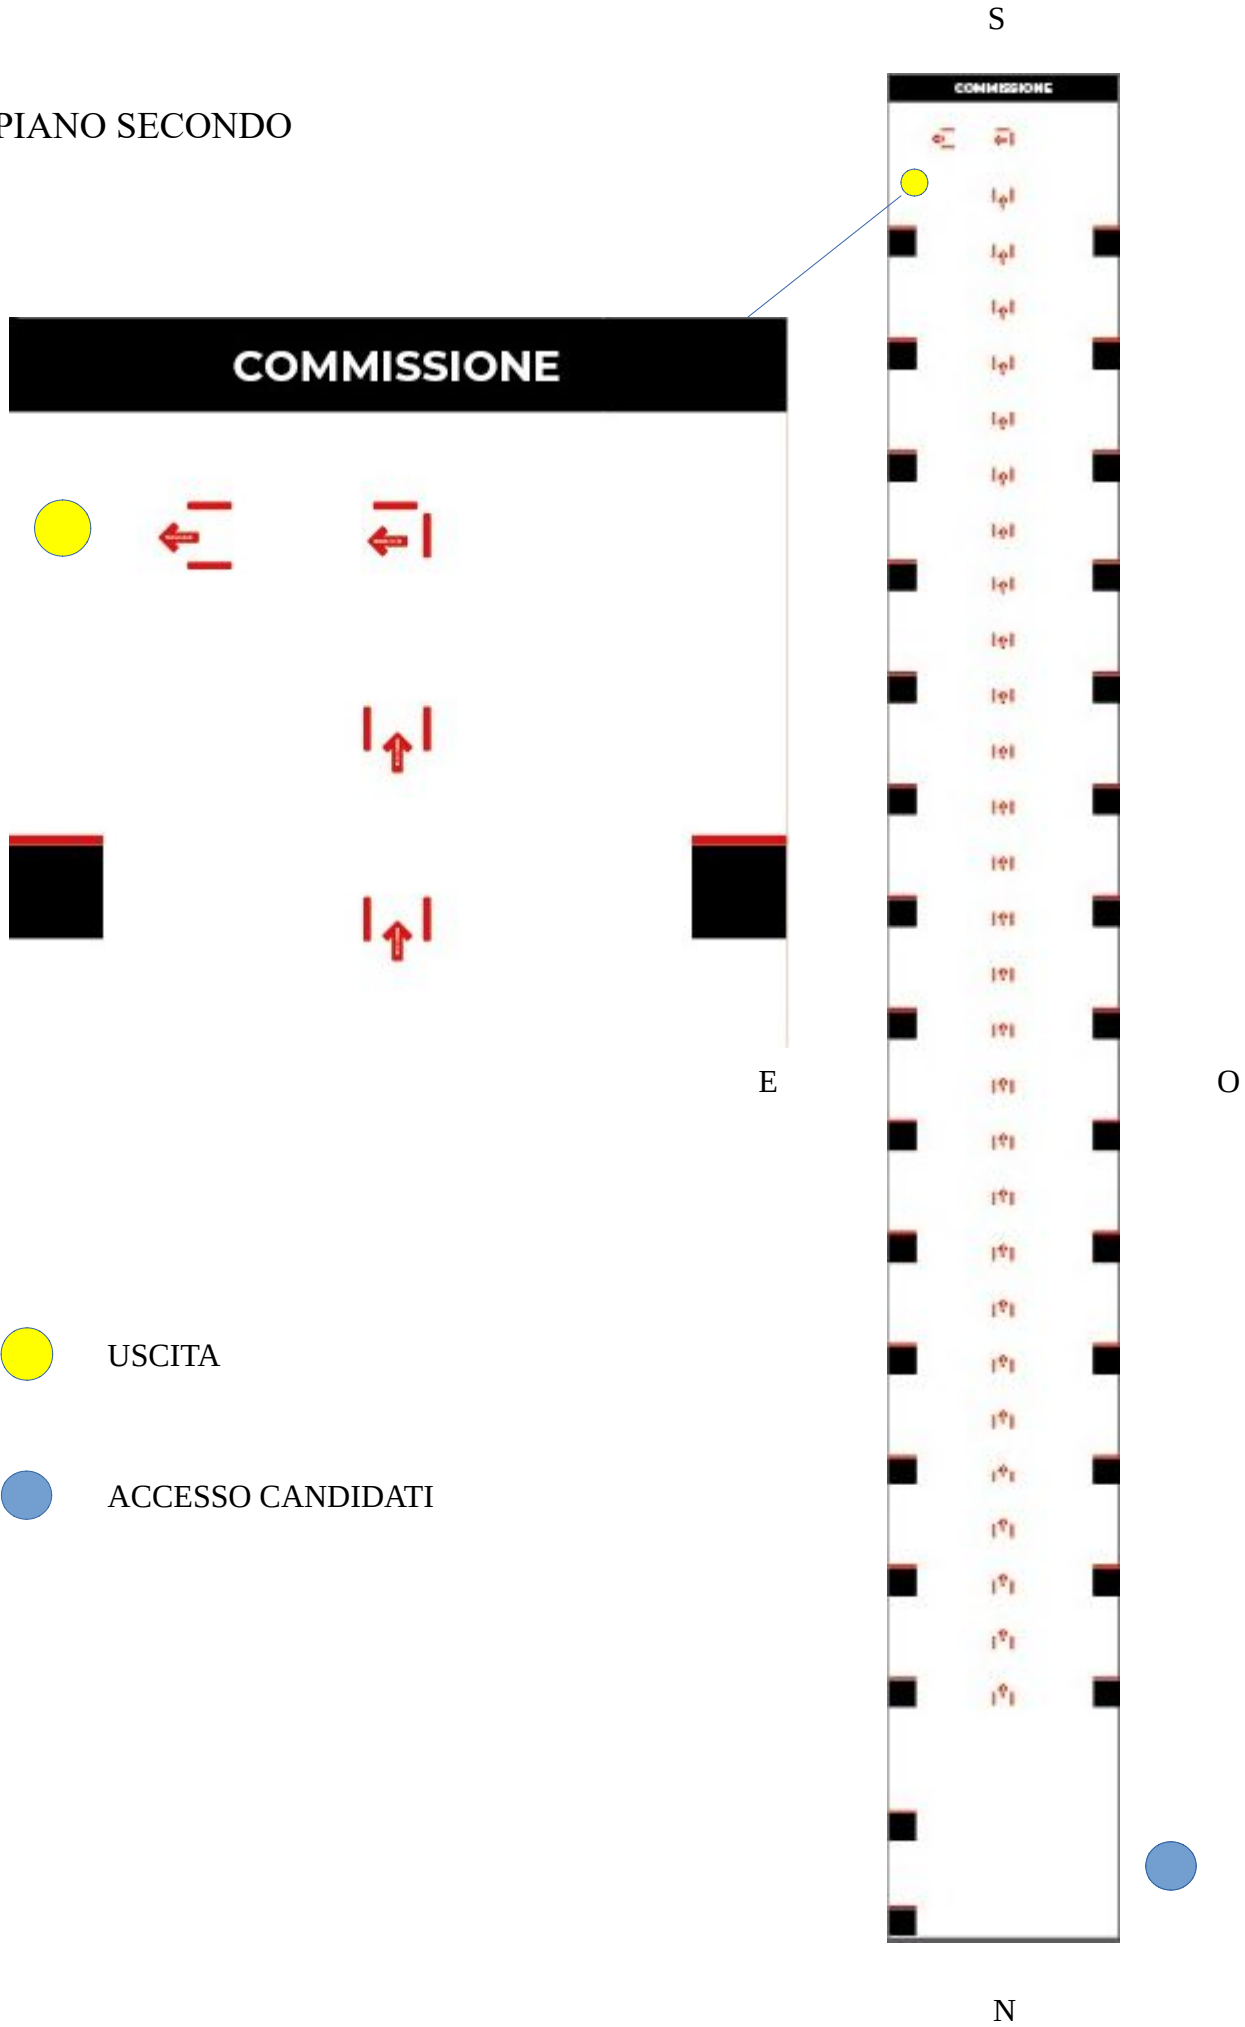 S
COMMISSIONE
PIANO SECONDO
COMMISSIONE
E
O
USCITA
ACCESSO CANDIDATI
N